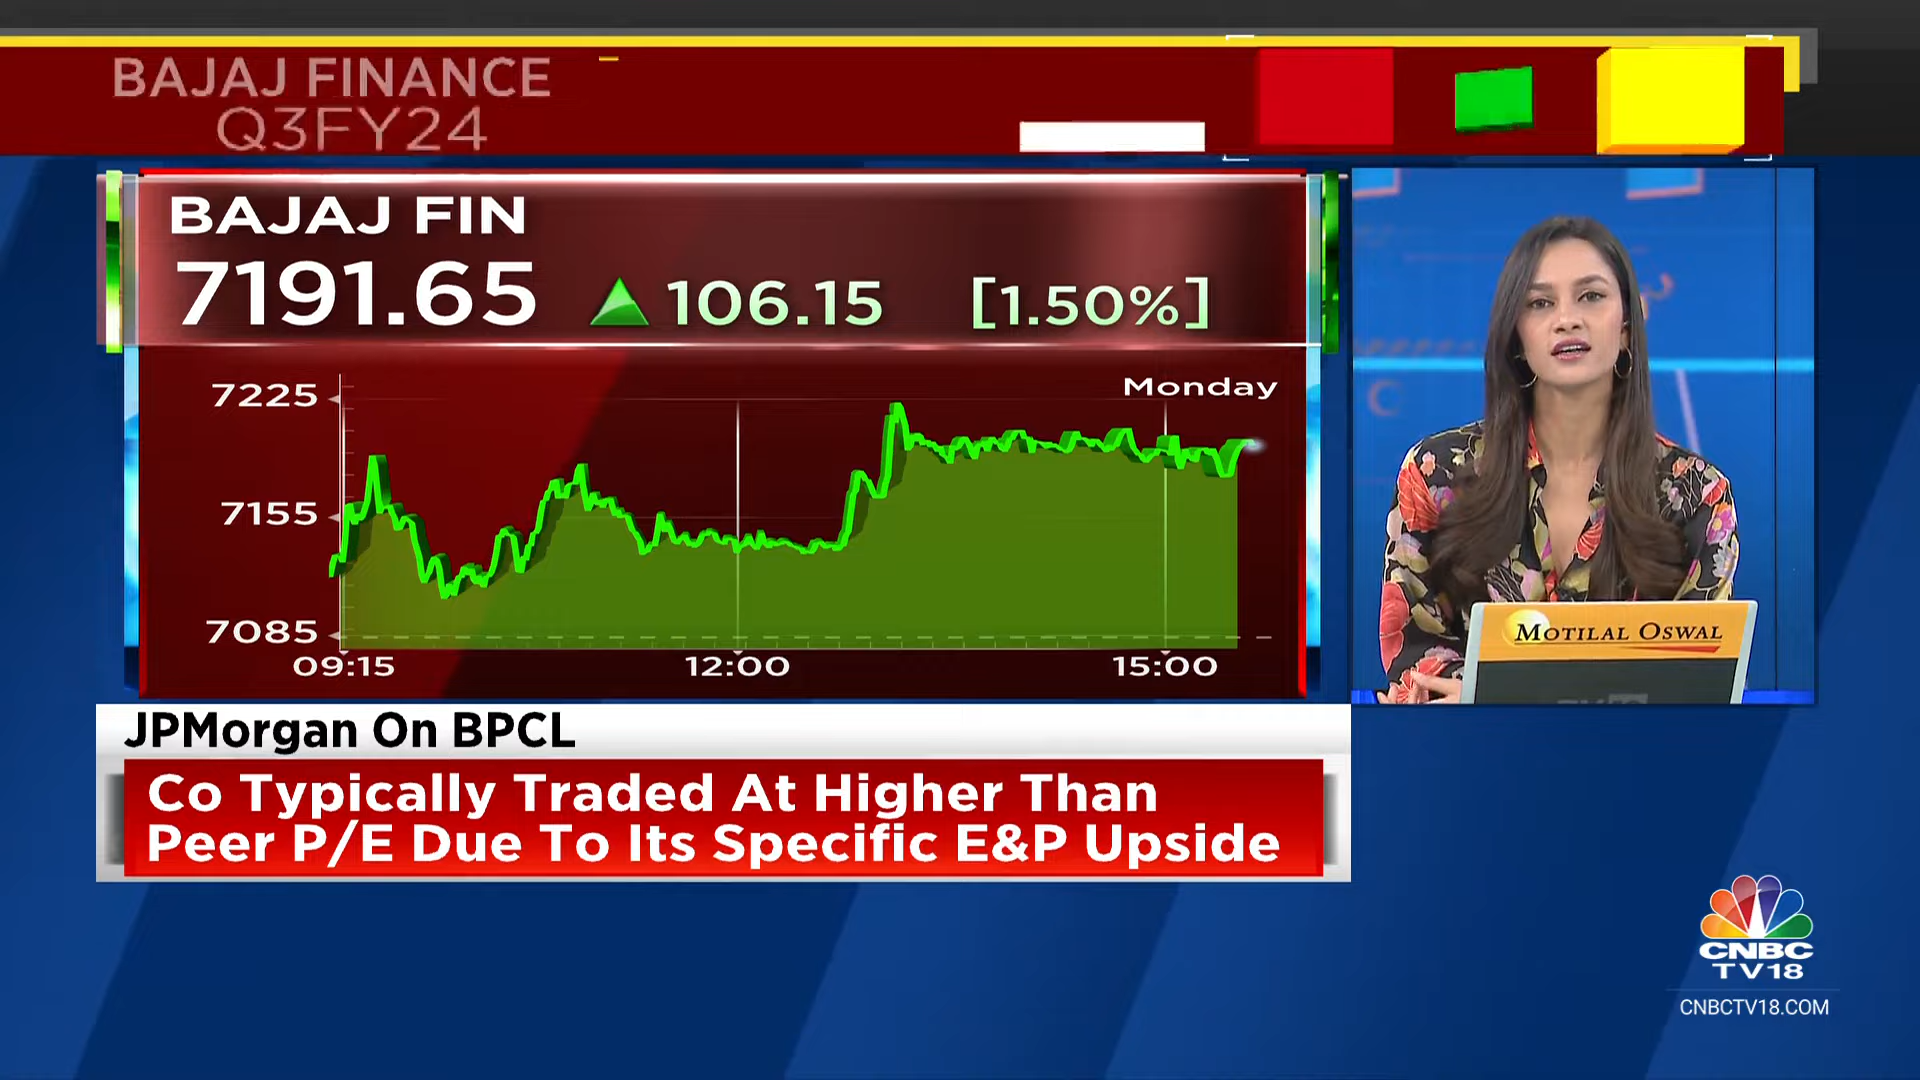 BAJAJ FINANCE
Q3FY24
BAJAJ FIN
7191.65 106.15 [1.50%]
Monday
7225
7155
7085
09:15 12:00 15:00
MOTILAL OSWAL
JPMorgan On BPCL
Co Typically Traded At Higher Than
Peer P/E Due To Its Specific E&P Upside
CNBC
TV18
CNBCTV18.COM